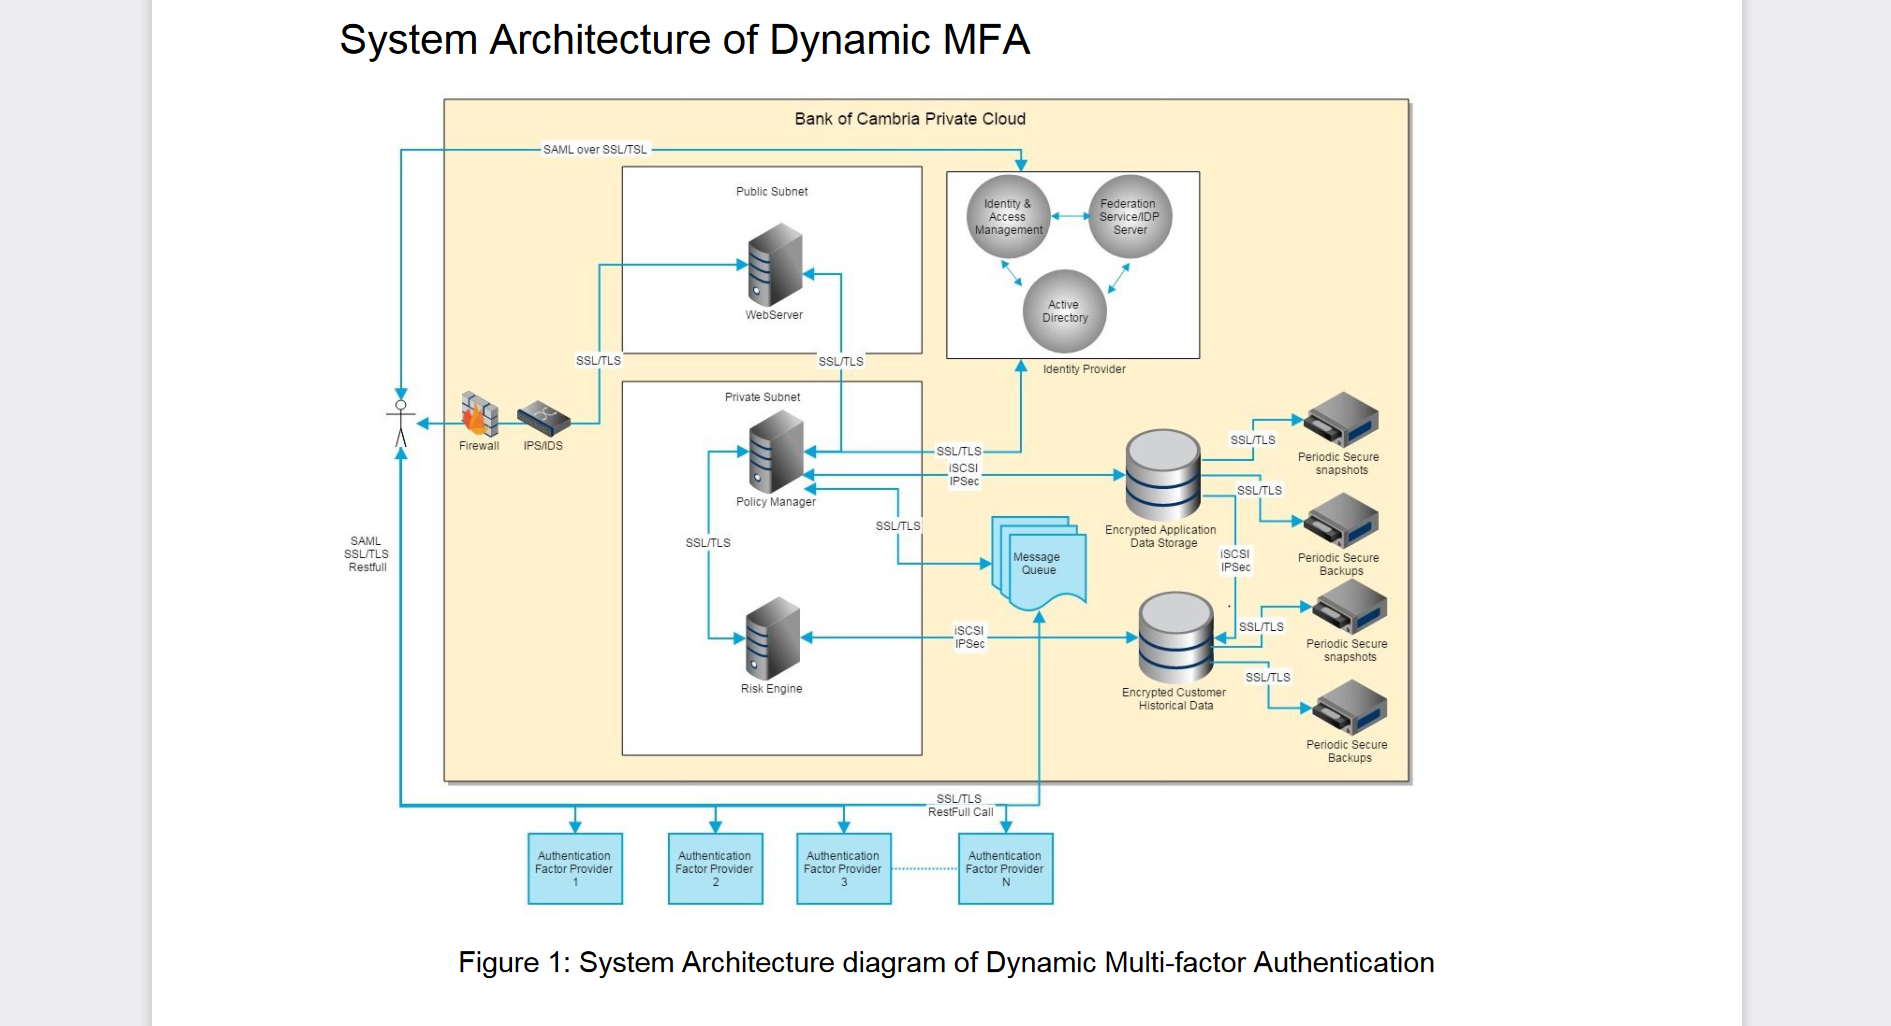 System Architecture of Dynamic MFA
Bank of Cambria Private Cloud
SAML over SSL/TSL
Public Subnet
WebServer
Identity &
Access
Management
Federation
Service/IDP
Server
Active
Directory
Identity Provider
SSL/TLS
SSL/TLS
Firewall
IPS/IDS
Private Subnet
Policy Manager
SSL/TLS
iSCSI
IPSec
SSL/TLS
SSL/TLS
Message
Queue
Encrypted Application
Data Storage
SSL/TLS
Periodic Secure
snapshots
SSL/TLS
Periodic Secure
Backups
iSCSI
IPSec
SAML
SSL/TLS
Restfull
Risk Engine
iSCSI
IPSec
Encrypted Customer
Historical Data
SSL/TLS
Periodic Secure
snapshots
SSL/TLS
Periodic Secure
Backups
SSL/TLS
RestFull Call
Authentication
Factor Provider
1
Authentication
Factor Provider
2
Authentication
Factor Provider
3
Authentication
Factor Provider
N
Figure 1: System Architecture diagram of Dynamic Multi-factor Authentication